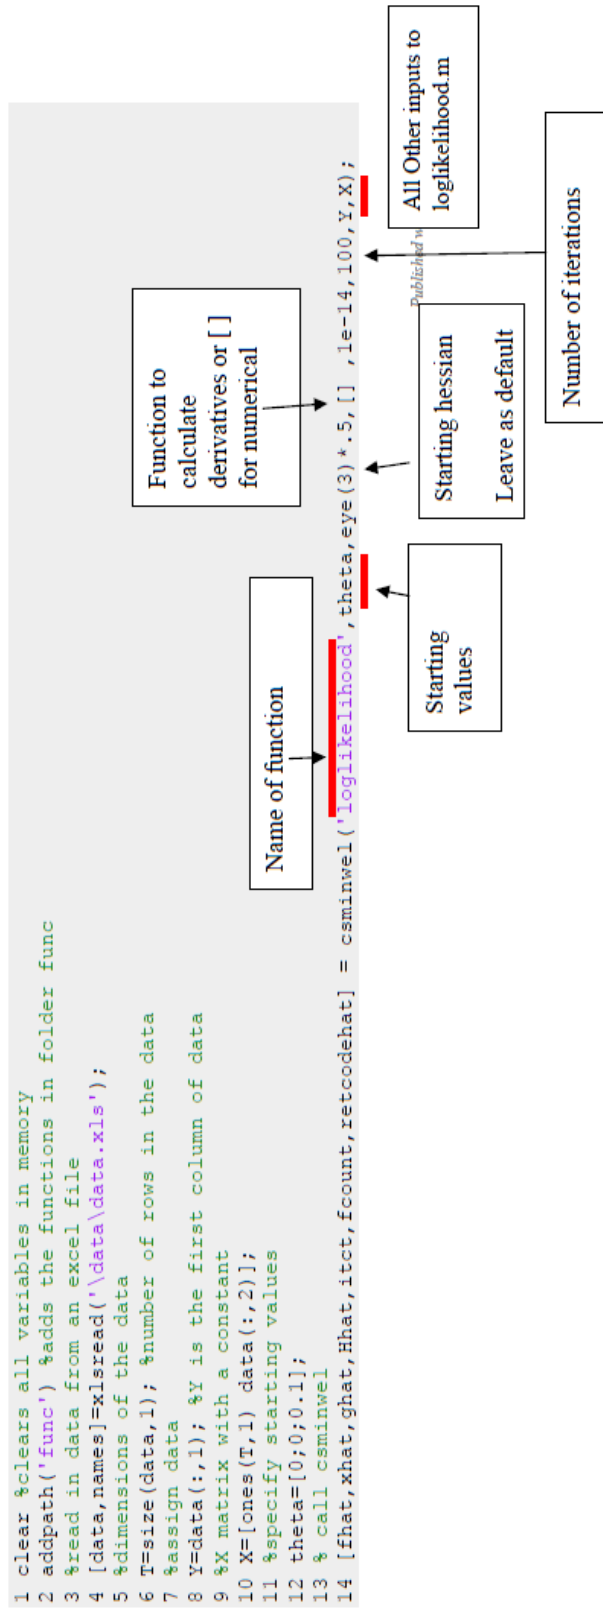 1 clear %clears all variables in memory
2 addpath('func') %adds the functions in folder func
3 %read in data from an excel file
4 [data,names]=xlsread('\data\data.xls');
5 %dimensions of the data
6 T=size(data,1); %number of rows in the data
7 %assign data
8 Y=data(:,1); %Y is the first column of data
9 %X matrix with a constant
10 X=[ones(T,1) data(:,2)];
11 %specify starting values
12 theta=[0;0;0.1];
13 % call csminwel
14 [fhat,xhat,ghat,Hhat,itct,fcount,retcodehat] = csminwel('loglikelihood',theta,eye(3)*.5,[] ,1e-14,100,Y,X);
Name of function
Function to
calculate
derivatives or [ ]
for numerical
Starting
values
Starting hessian
Leave as default
Published w
All Other inputs to
loglikelihood.m
Number of iterations